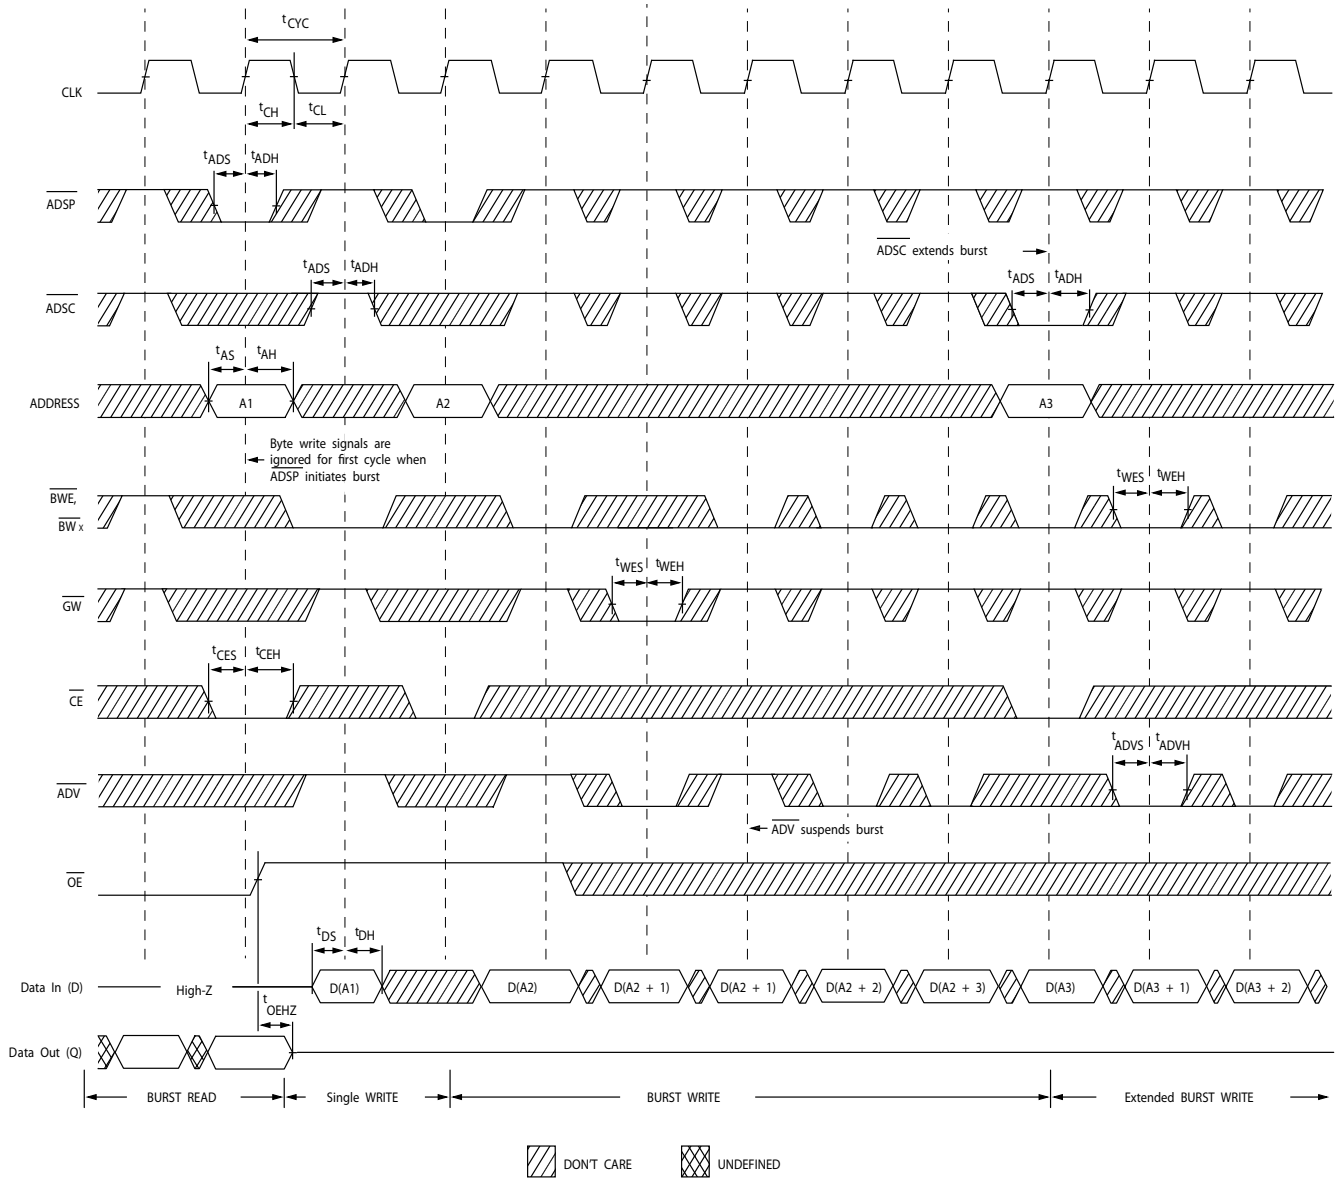 tCYC
CLK
tCH
tCL
tADS
tADH
ADSP
ADSC extends burst
tADS
tADH
tADS
tADH
ADSC
tAS
tAH
ADDRESS
A1
A2
A3
Byte write signals are
ignored for first cycle when
ADSP initiates burst
tWES
tWEH
BWE,
BW X
tWES
tWEH
GW
tCES
tCEH
CE
tADVS
tADVH
ADV
ADV suspends burst
OE
tDS
tDH
Data In (D)
High-Z
D(A1)
D(A2)
D(A2 + 1)
D(A2 + 1)
D(A2 + 2)
D(A2 + 3)
D(A3)
D(A3 + 1)
D(A3 + 2)
tOEHZ
Data Out (Q)
BURST READ
Single WRITE
BURST WRITE
Extended BURST WRITE
DON'T CARE
UNDEFINED